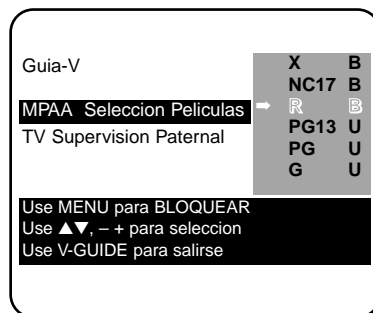 Guia-V
X B
NC17 B
MPAA Seleccion Peliculas ➡ R B
TV Supervision Paternal
PG13 U
PG U
G U
Use MENU para BLOQUEAR
Use ▲▼, – + para seleccion
Use V-GUIDE para salirse